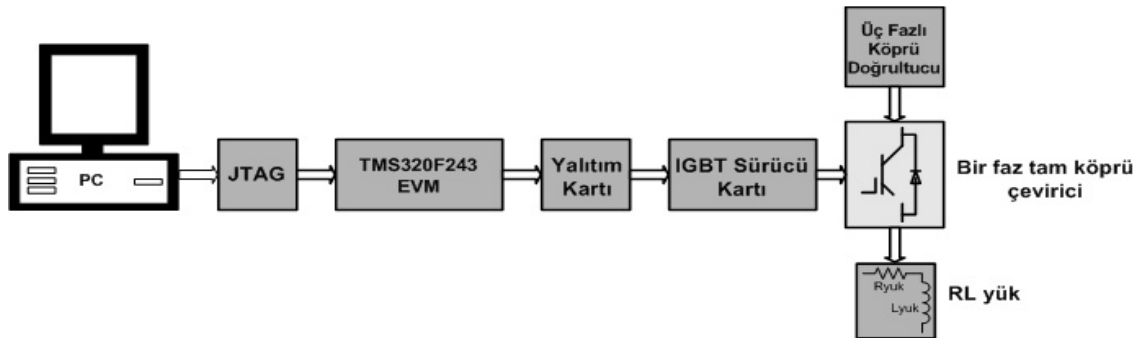 Üç Fazlı
Köprü
Doğrultucu
PC
JTAG
TMS320F243
EVM
Yalıtım
Kartı
IGBT Sürücü
Kartı
Bir faz tam köprü
çevirici
Ryuk
Lyuk
RL yük